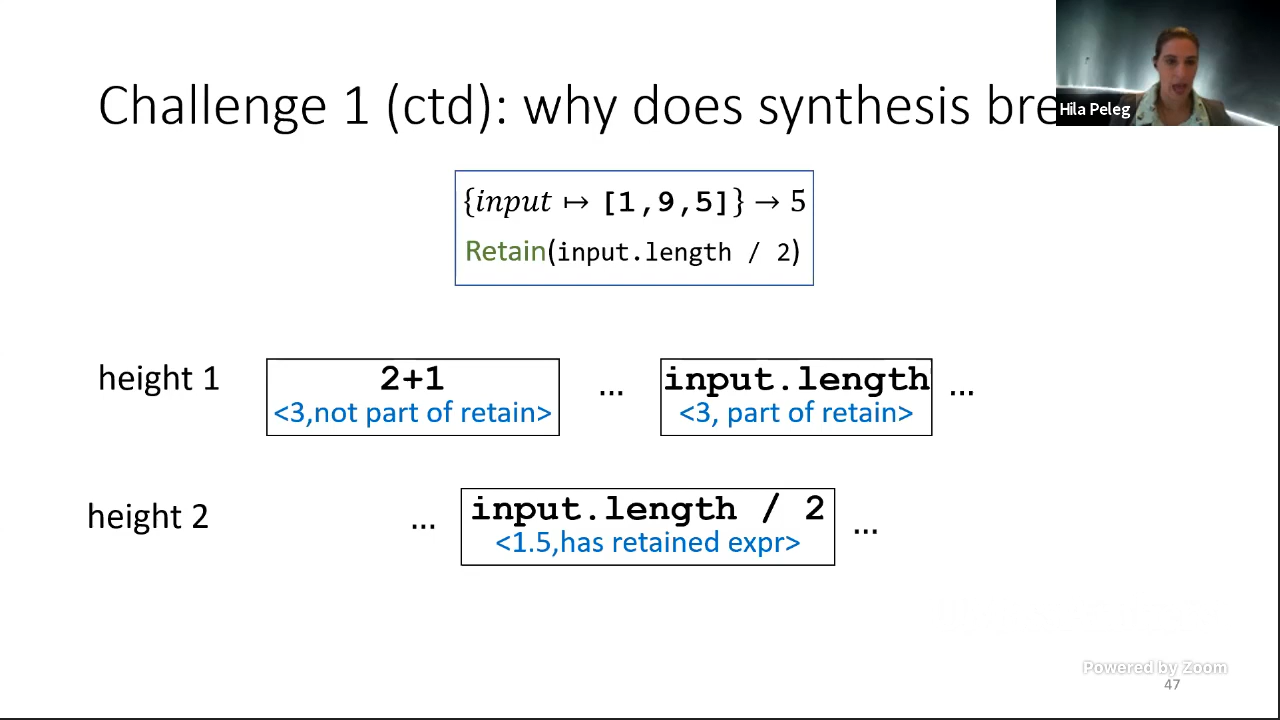 Challenge 1 (ctd): why does synthesis bre
Hila Peleg
{input ↦ [1,9,5]} → 5
Retain(input.length / 2)
height 1
2+1
<3,not part of retain>
...
input.length
<3, part of retain>
...
height 2
...
input.length / 2
<1.5,has retained expr>
...
Powered by Zoom
47